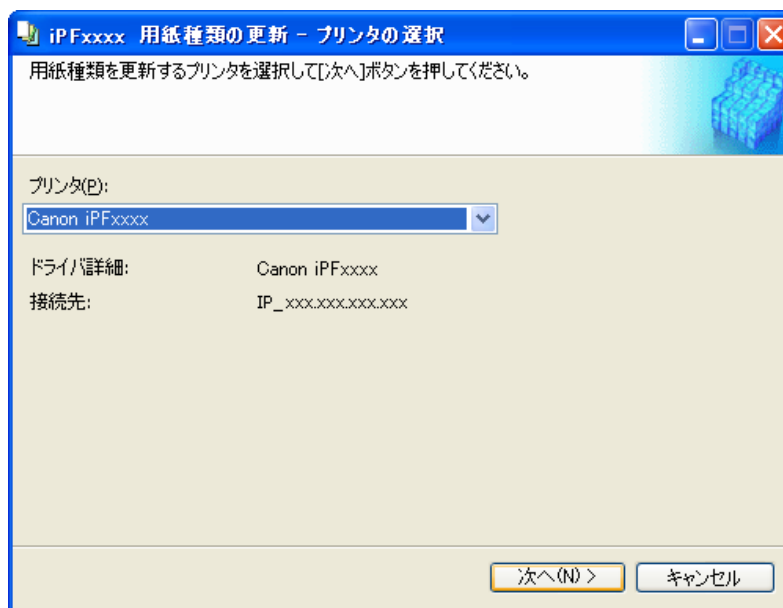 iPFxxxx 用紙種類の更新 - プリンタの選択
用紙種類を更新するプリンタを選択して[次へ]ボタンを押してください。
プリンタ(P):
Canon iPFxxxx
ドライバ詳細: Canon iPFxxxx
接続先: IP_xxx.xxx.xxx.xxx
次へ(N) > キャンセル